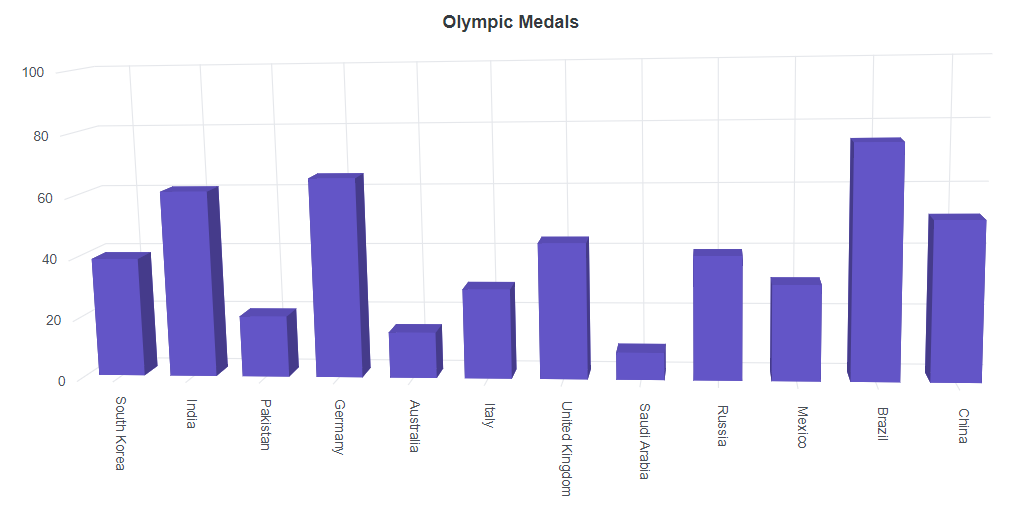 Olympic Medals
100
80
60
40
20
0
South Korea
India
Pakistan
Germany
Australia
Italy
United Kingdom
Saudi Arabia
Russia
Mexico
Brazil
China